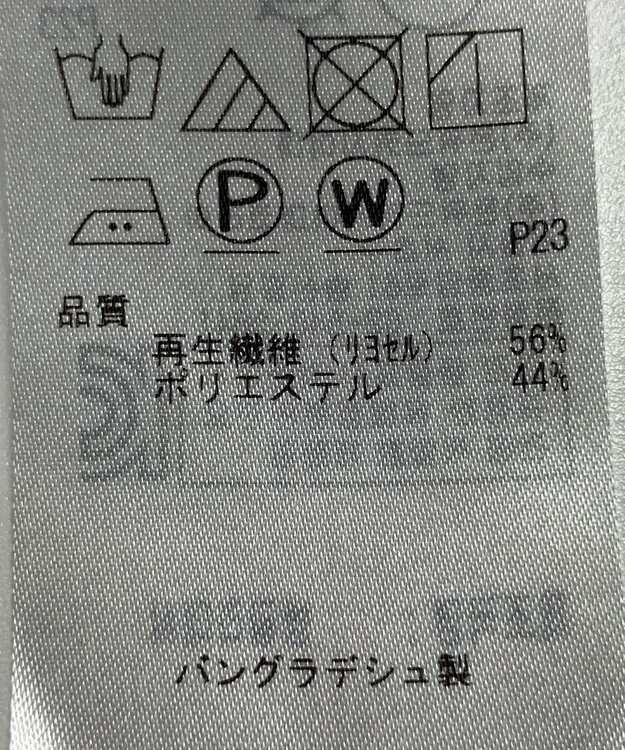 P W
P23
品質
再生繊維 (リヨセル) 56%
ポリエステル 44%
バングラデシュ製